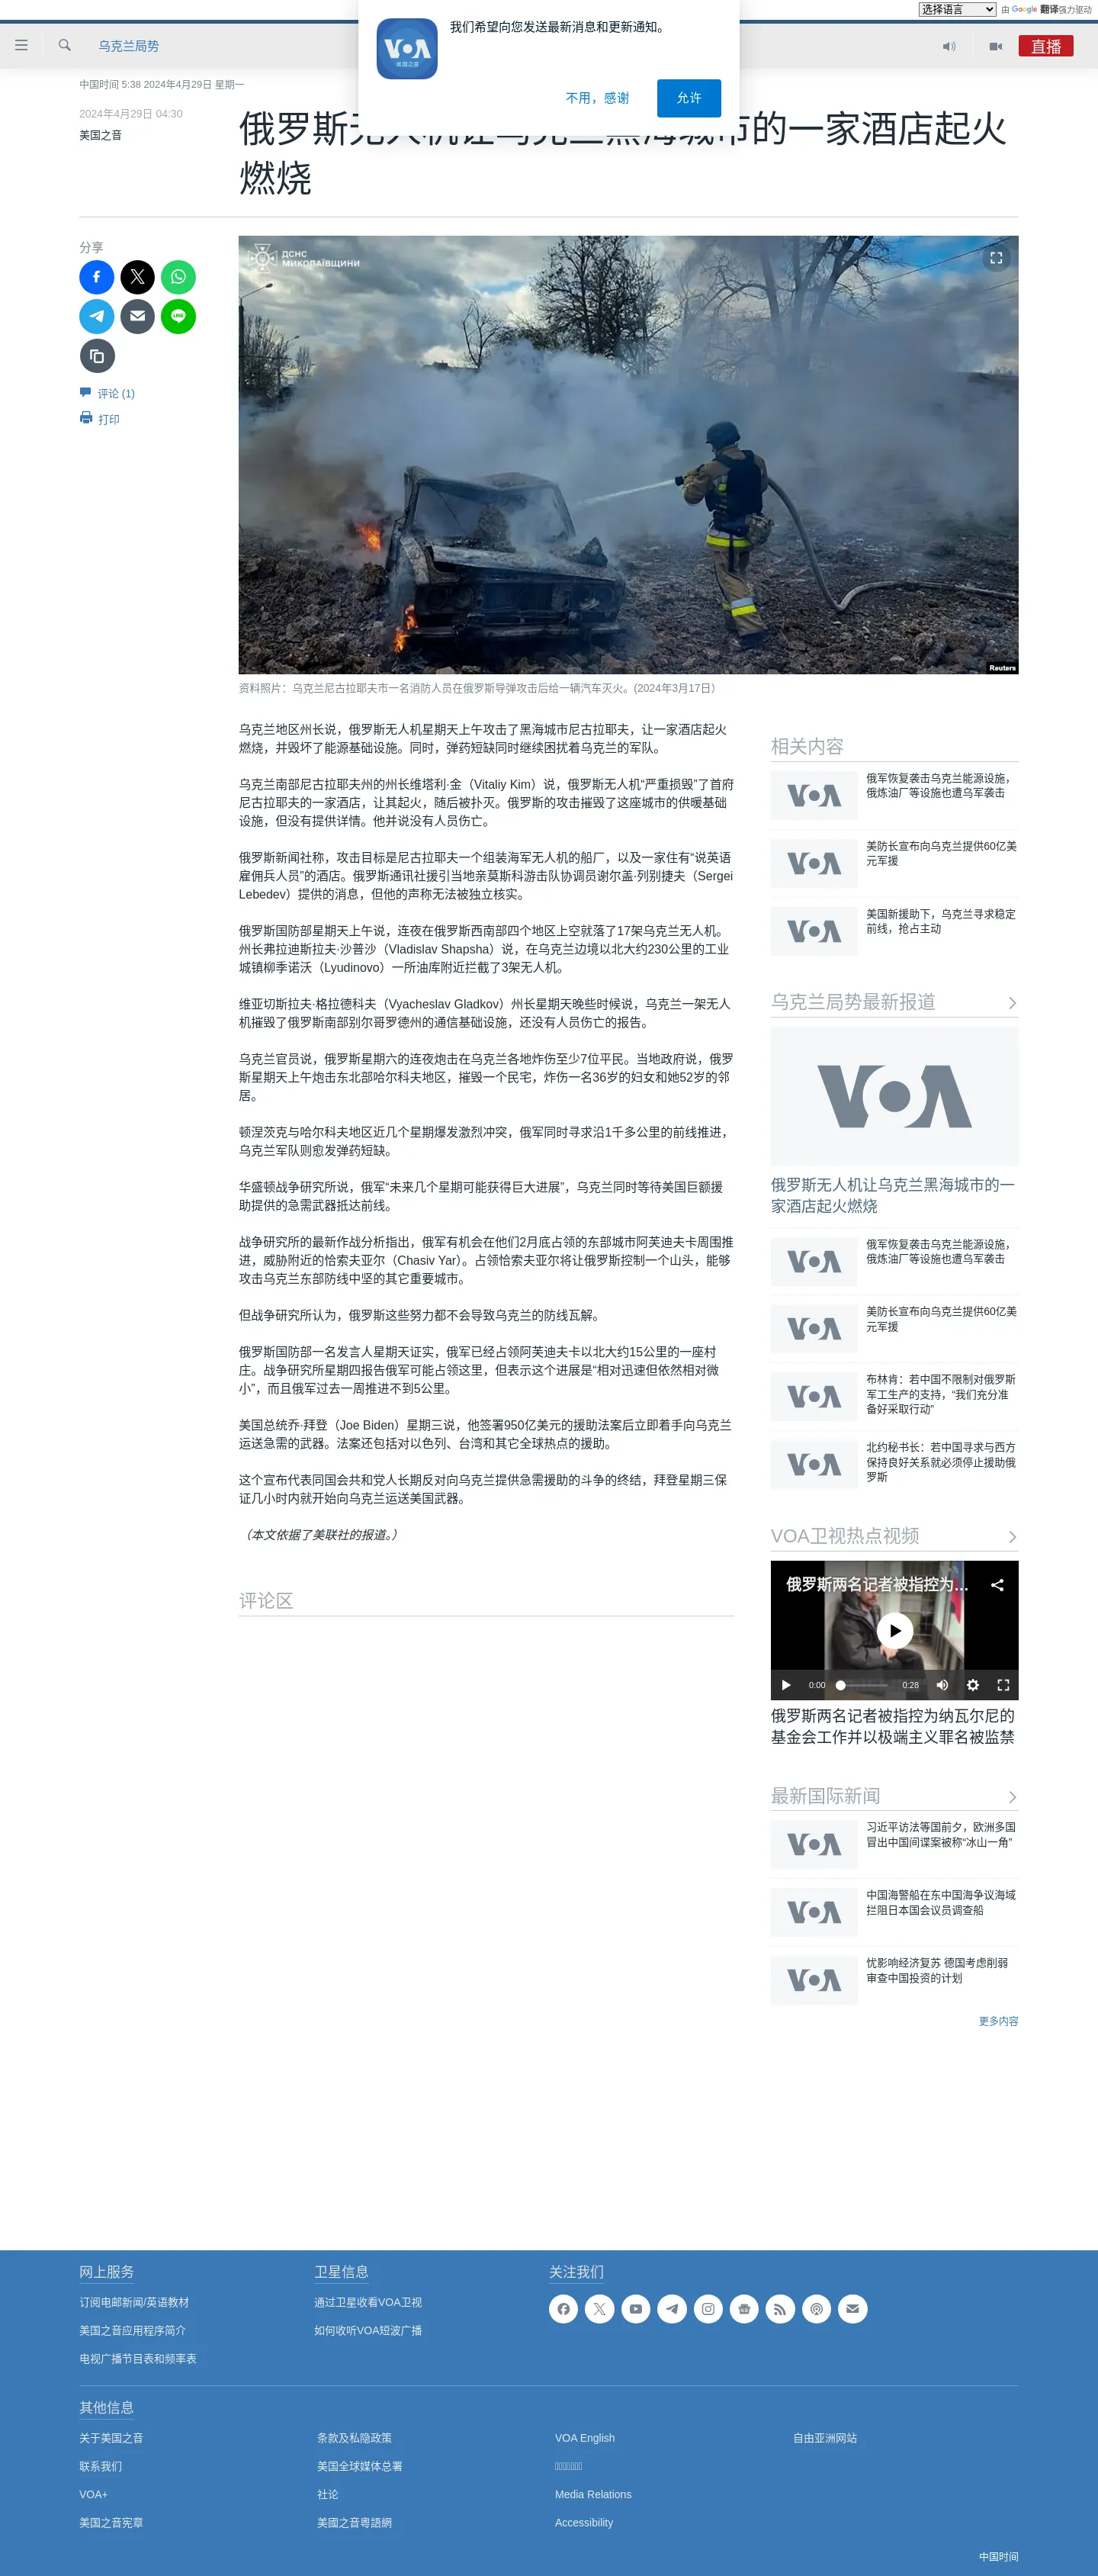 选择语言
由 Google 翻译强力驱动
我们希望向您发送最新消息和更新通知。
VOA
美国之音
不用，感谢
允许
乌克兰局势
直播
中国时间 5:38 2024年4月29日 星期一
2024年4月29日 04:30
美国之音
俄罗斯无人机让乌克兰黑海城市的一家酒店起火
燃烧
分享
LINE
评论 (1)
打印
ДСНС
МИКОЛАЇВЩИНИ
Reuters
资料照片：乌克兰尼古拉耶夫市一名消防人员在俄罗斯导弹攻击后给一辆汽车灭火。(2024年3月17日）
乌克兰地区州长说，俄罗斯无人机星期天上午攻击了黑海城市尼古拉耶夫，让一家酒店起火
燃烧，并毁坏了能源基础设施。同时，弹药短缺同时继续困扰着乌克兰的军队。
乌克兰南部尼古拉耶夫州的州长维塔利·金（Vitaliy Kim）说，俄罗斯无人机“严重损毁”了首府
尼古拉耶夫的一家酒店，让其起火，随后被扑灭。俄罗斯的攻击摧毁了这座城市的供暖基础
设施，但没有提供详情。他并说没有人员伤亡。
俄罗斯新闻社称，攻击目标是尼古拉耶夫一个组装海军无人机的船厂，以及一家住有“说英语
雇佣兵人员”的酒店。俄罗斯通讯社援引当地亲莫斯科游击队协调员谢尔盖·列别捷夫（Sergei
Lebedev）提供的消息，但他的声称无法被独立核实。
俄罗斯国防部星期天上午说，连夜在俄罗斯西南部四个地区上空就落了17架乌克兰无人机。
州长弗拉迪斯拉夫·沙普沙（Vladislav Shapsha）说，在乌克兰边境以北大约230公里的工业
城镇柳季诺沃（Lyudinovo）一所油库附近拦截了3架无人机。
维亚切斯拉夫·格拉德科夫（Vyacheslav Gladkov）州长星期天晚些时候说，乌克兰一架无人
机摧毁了俄罗斯南部别尔哥罗德州的通信基础设施，还没有人员伤亡的报告。
乌克兰官员说，俄罗斯星期六的连夜炮击在乌克兰各地炸伤至少7位平民。当地政府说，俄罗
斯星期天上午炮击东北部哈尔科夫地区，摧毁一个民宅，炸伤一名36岁的妇女和她52岁的邻
居。
顿涅茨克与哈尔科夫地区近几个星期爆发激烈冲突，俄军同时寻求沿1千多公里的前线推进，
乌克兰军队则愈发弹药短缺。
华盛顿战争研究所说，俄军“未来几个星期可能获得巨大进展”，乌克兰同时等待美国巨额援
助提供的急需武器抵达前线。
战争研究所的最新作战分析指出，俄军有机会在他们2月底占领的东部城市阿芙迪夫卡周围推
进，威胁附近的恰索夫亚尔（Chasiv Yar）。占领恰索夫亚尔将让俄罗斯控制一个山头，能够
攻击乌克兰东部防线中坚的其它重要城市。
但战争研究所认为，俄罗斯这些努力都不会导致乌克兰的防线瓦解。
俄罗斯国防部一名发言人星期天证实，俄军已经占领阿芙迪夫卡以北大约15公里的一座村
庄。战争研究所星期四报告俄军可能占领这里，但表示这个进展是“相对迅速但依然相对微
小”，而且俄军过去一周推进不到5公里。
美国总统乔·拜登（Joe Biden）星期三说，他签署950亿美元的援助法案后立即着手向乌克兰
运送急需的武器。法案还包括对以色列、台湾和其它全球热点的援助。
这个宣布代表同国会共和党人长期反对向乌克兰提供急需援助的斗争的终结，拜登星期三保
证几小时内就开始向乌克兰运送美国武器。
（本文依据了美联社的报道。）
评论区
相关内容
VOA
俄军恢复袭击乌克兰能源设施，
俄炼油厂等设施也遭乌军袭击
VOA
美防长宣布向乌克兰提供60亿美
元军援
VOA
美国新援助下，乌克兰寻求稳定
前线，抢占主动
乌克兰局势最新报道
VOA
俄罗斯无人机让乌克兰黑海城市的一
家酒店起火燃烧
VOA
俄军恢复袭击乌克兰能源设施，
俄炼油厂等设施也遭乌军袭击
VOA
美防长宣布向乌克兰提供60亿美
元军援
VOA
布林肯：若中国不限制对俄罗斯
军工生产的支持，“我们充分准
备好采取行动”
VOA
北约秘书长：若中国寻求与西方
保持良好关系就必须停止援助俄
罗斯
VOA卫视热点视频
俄罗斯两名记者被指控为...
0:00
0:28
俄罗斯两名记者被指控为纳瓦尔尼的
基金会工作并以极端主义罪名被监禁
最新国际新闻
VOA
习近平访法等国前夕，欧洲多国
冒出中国间谍案被称“冰山一角”
VOA
中国海警船在东中国海争议海域
拦阻日本国会议员调查船
VOA
忧影响经济复苏 德国考虑削弱
审查中国投资的计划
更多内容
网上服务
订阅电邮新闻/英语教材
美国之音应用程序简介
电视广播节目表和频率表
卫星信息
通过卫星收看VOA卫视
如何收听VOA短波广播
关注我们
其他信息
关于美国之音
联系我们
VOA+
美国之音宪章
条款及私隐政策
美国全球媒体总署
社论
美國之音粵語網
VOA English
Media Relations
Accessibility
自由亚洲网站
中国时间